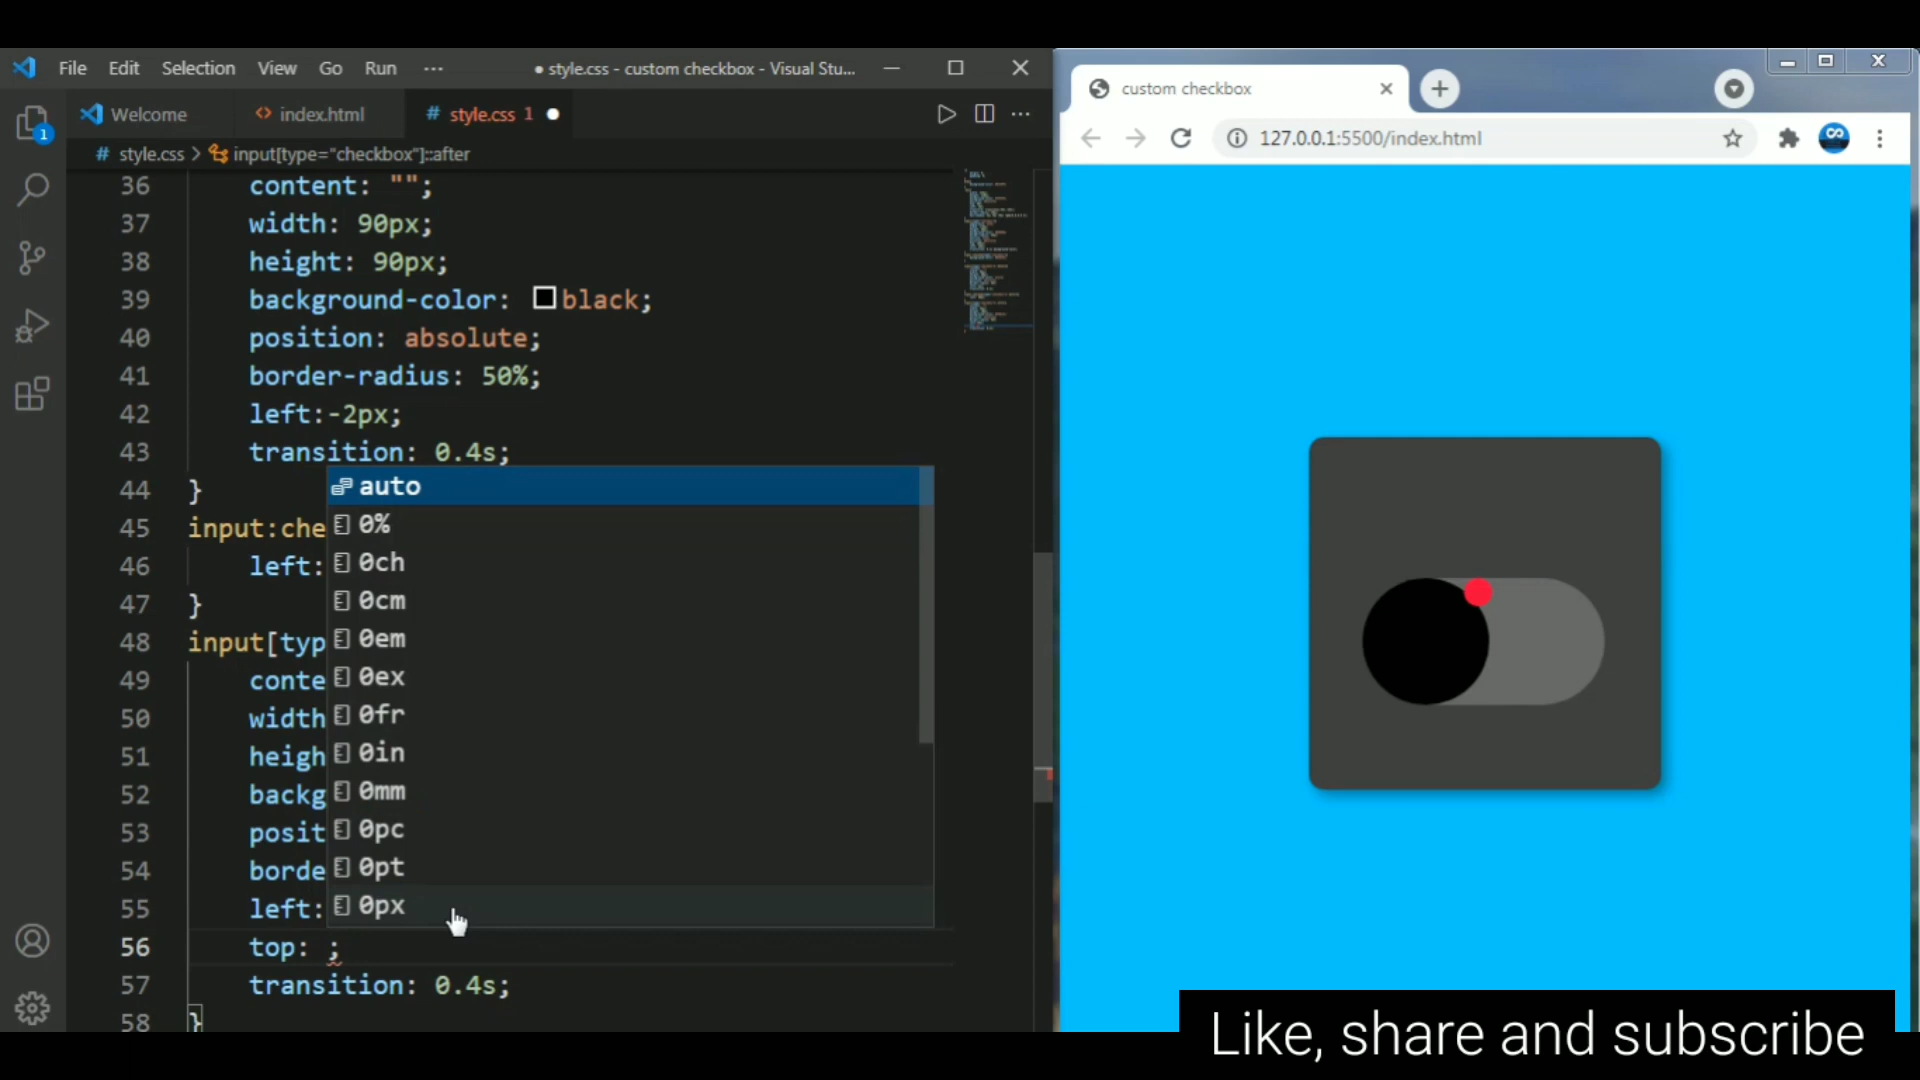 File Edit Selection View Go Run ··· ● style.css - custom checkbox - Visual Stu...
Welcome <> index.html # style.css 1 ●
# style.css > input[type="checkbox"]::after
36 content: "";
37 width: 90px;
38 height: 90px;
39 background-color: black;
40 position: absolute;
41 border-radius: 50%;
42 left:-2px;
43 transition: 0.4s;
44 }
45 input:che
46 left:
47 }
48 input[typ
49 conte
50 width
51 heigh
52 backg
53 posit
54 borde
55 left:
56 top: ;
57 transition: 0.4s;
58 }
auto
0%
0ch
0cm
0em
0ex
0fr
0in
0mm
0pc
0pt
0px
1
custom checkbox
127.0.0.1:5500/index.html
Like, share and subscribe